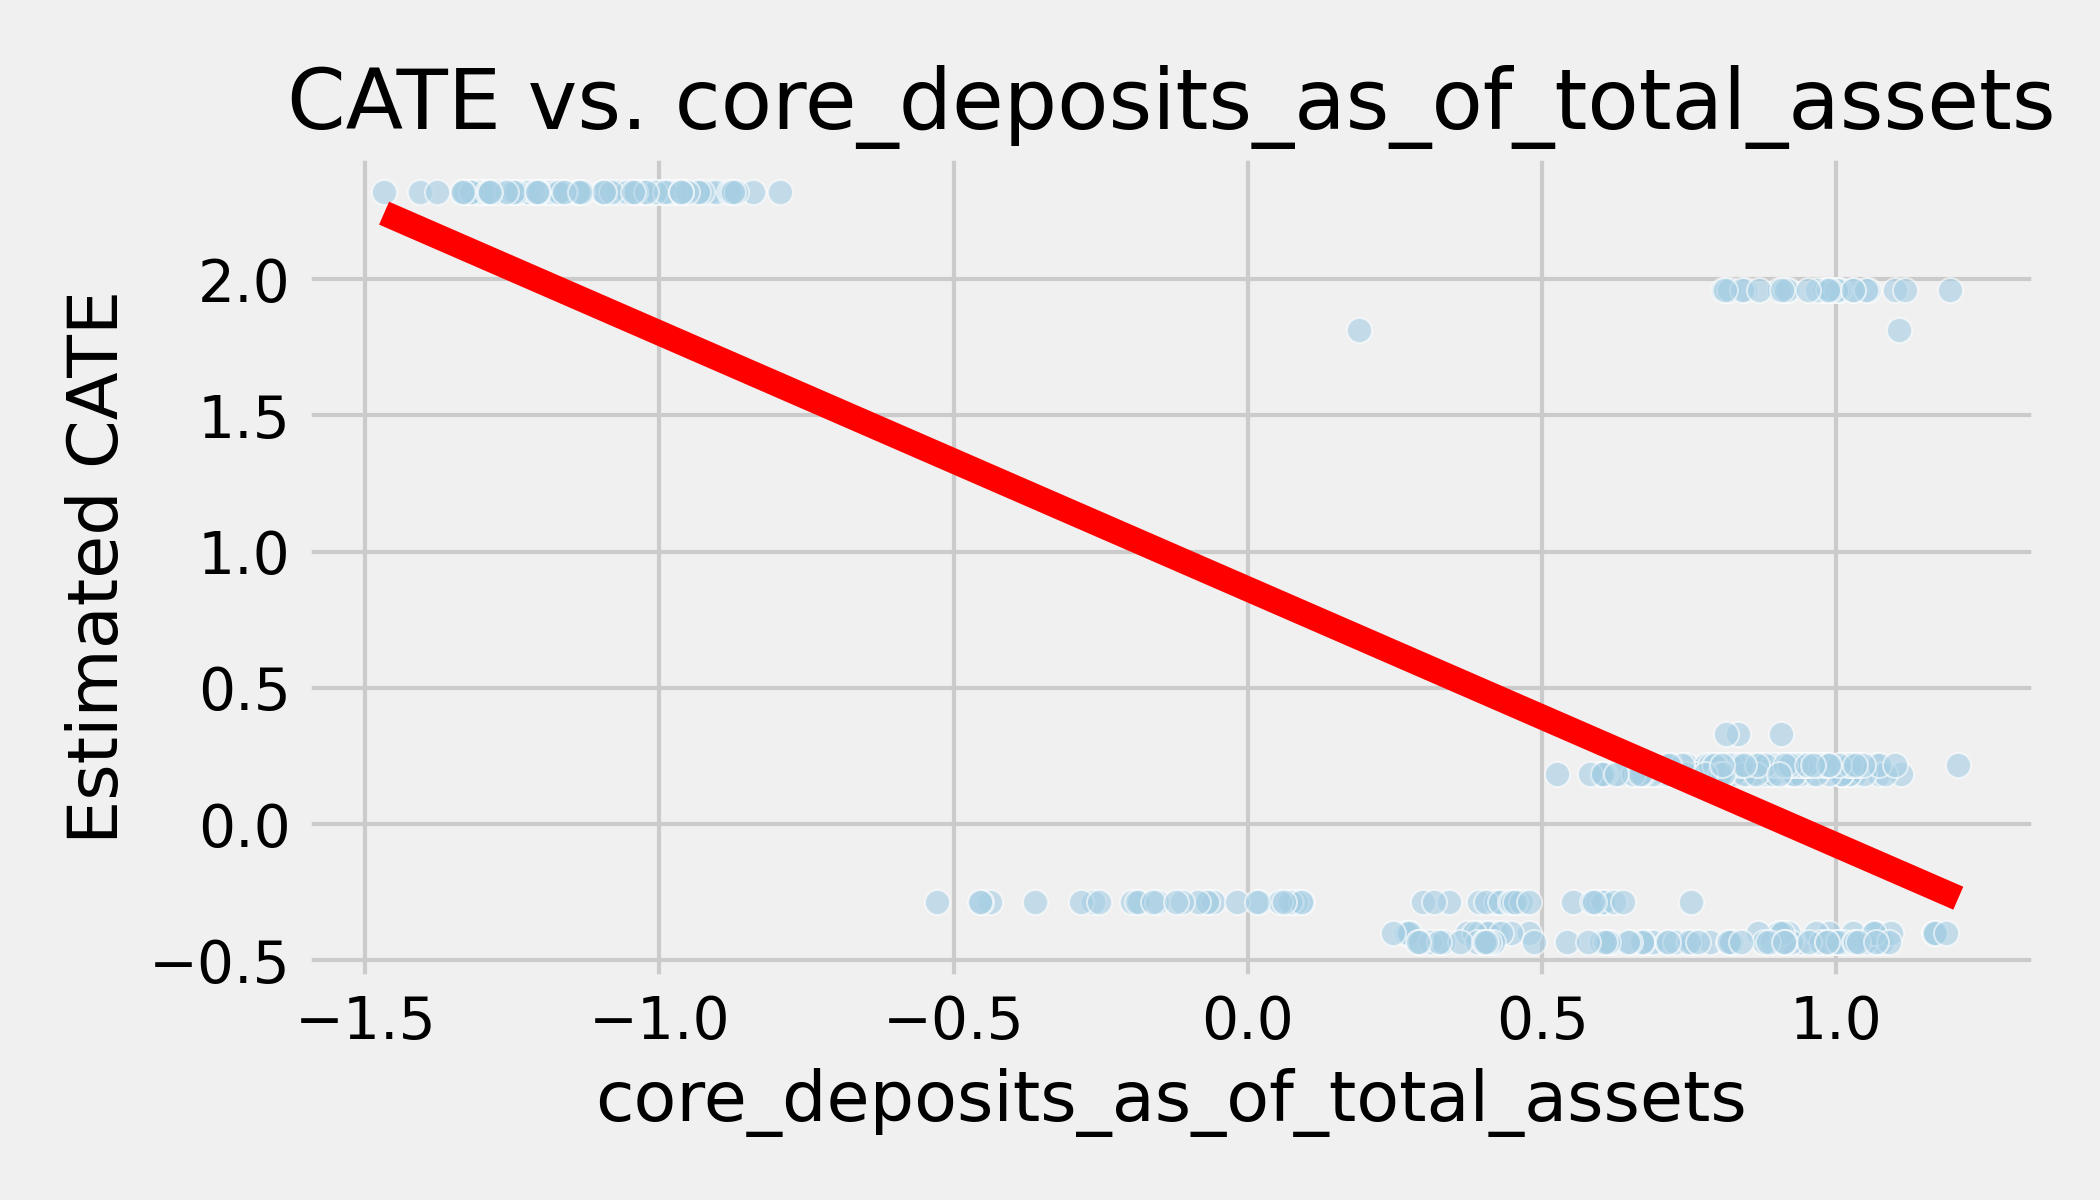 CATE vs. core_deposits_as_of_total_assets
Estimated CATE
2.0
1.5
1.0
0.5
0.0
−0.5
−1.5 −1.0 −0.5 0.0 0.5 1.0
core_deposits_as_of_total_assets